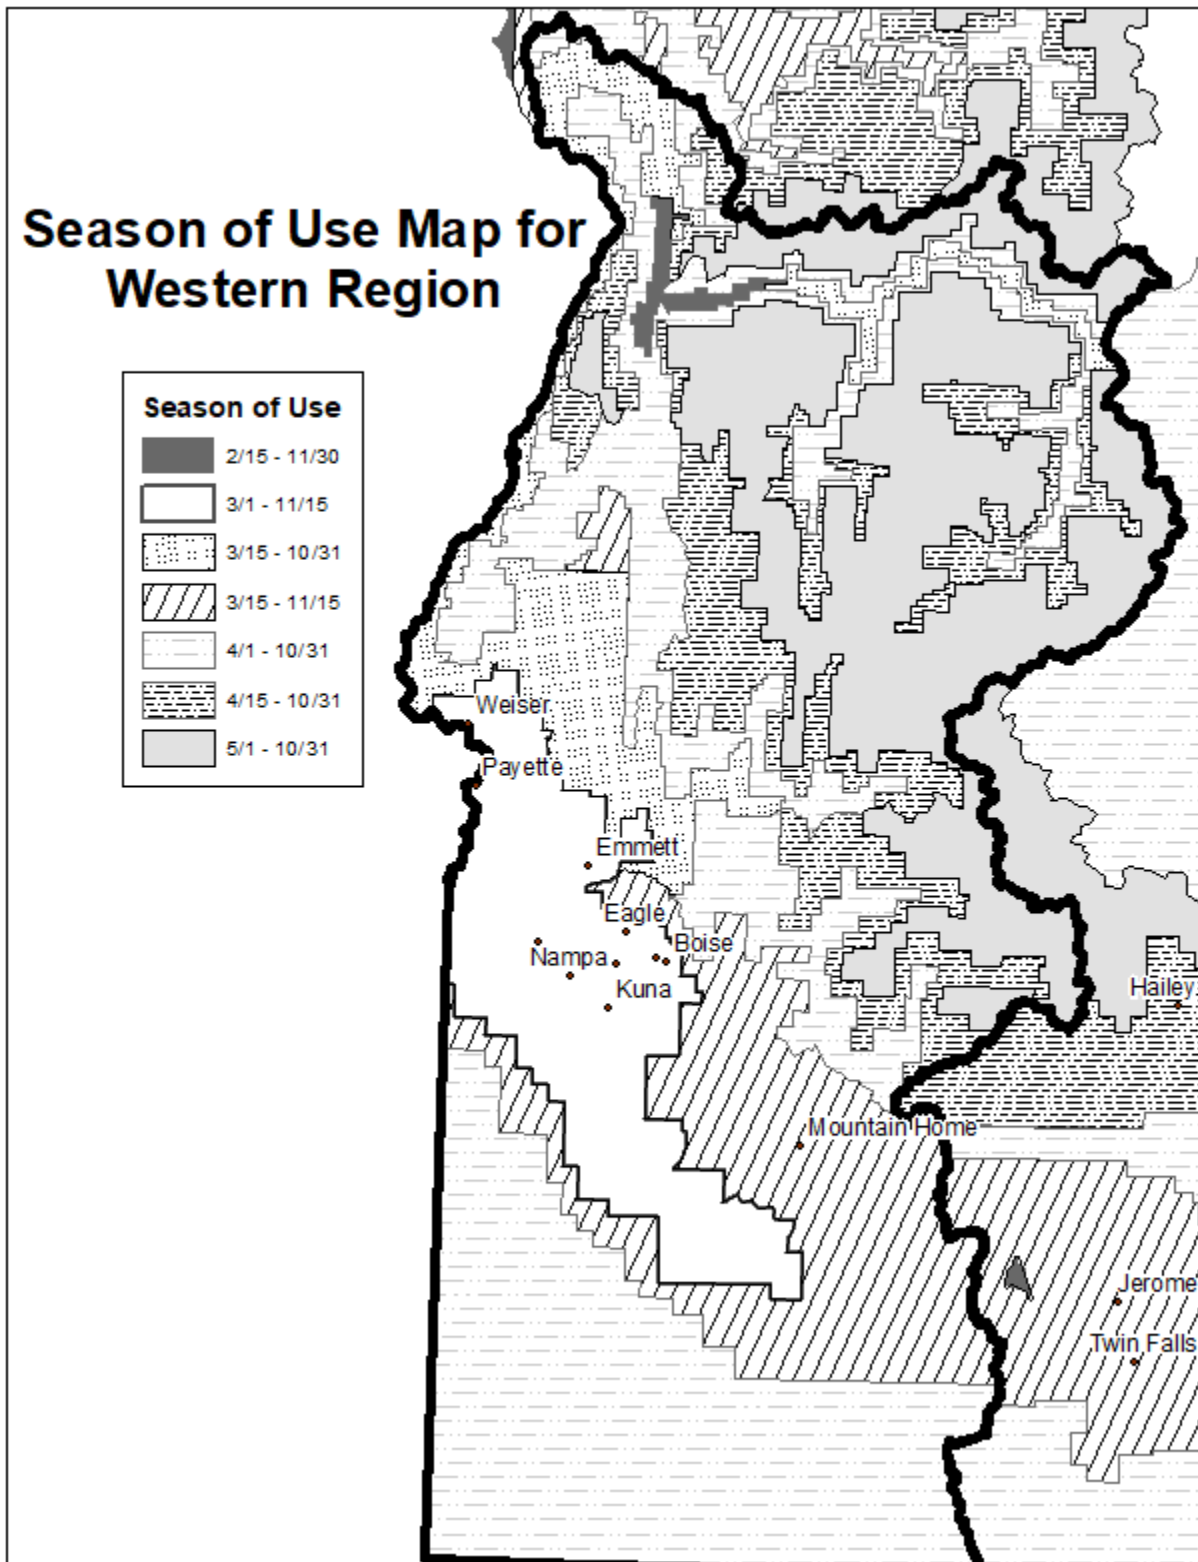 Season of Use Map for
Western Region
Season of Use
2/15 - 11/30
3/1 - 11/15
3/15 - 10/31
3/15 - 11/15
4/1 - 10/31
4/15 - 10/31
5/1 - 10/31
Weiser
Payette
Emmett
Eagle
Boise
Nampa
Kuna
Hailey
Mountain Home
Jerome
Twin Falls